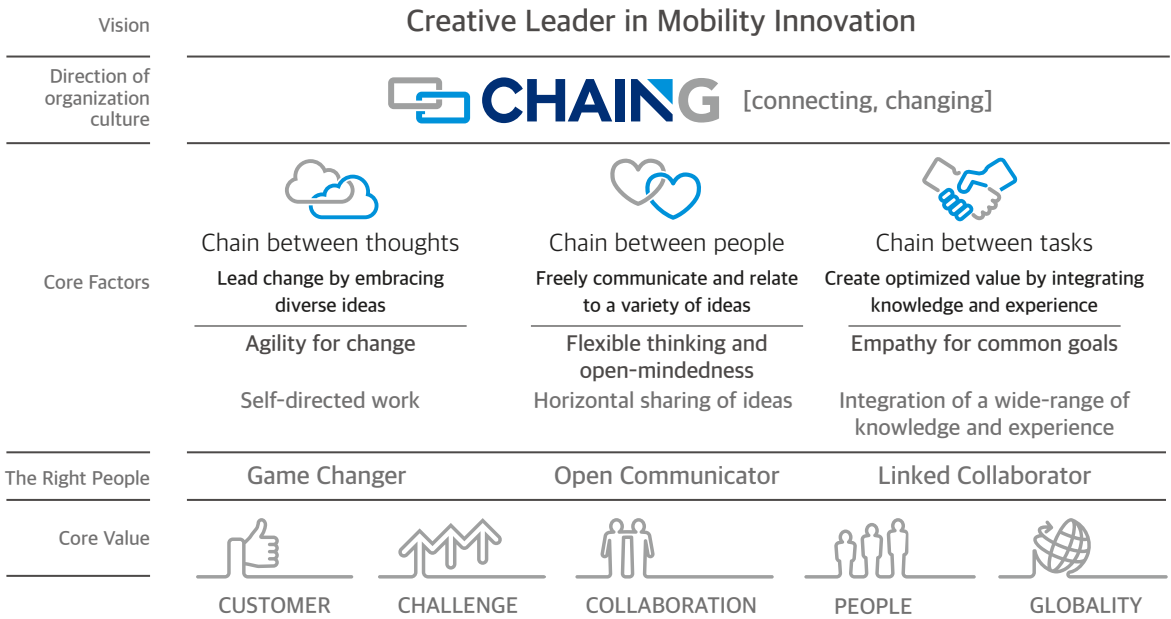 Vision
Creative Leader in Mobility Innovation
Direction of
organization
culture
CHAING [connecting, changing]
Core Factors
Chain between thoughts
Lead change by embracing
diverse ideas
Agility for change
Self-directed work
Chain between people
Freely communicate and relate
to a variety of ideas
Flexible thinking and
open-mindedness
Horizontal sharing of ideas
Chain between tasks
Create optimized value by integrating
knowledge and experience
Empathy for common goals
Integration of a wide-range of
knowledge and experience
The Right People
Game Changer
Open Communicator
Linked Collaborator
Core Value
CUSTOMER
CHALLENGE
COLLABORATION
PEOPLE
GLOBALITY